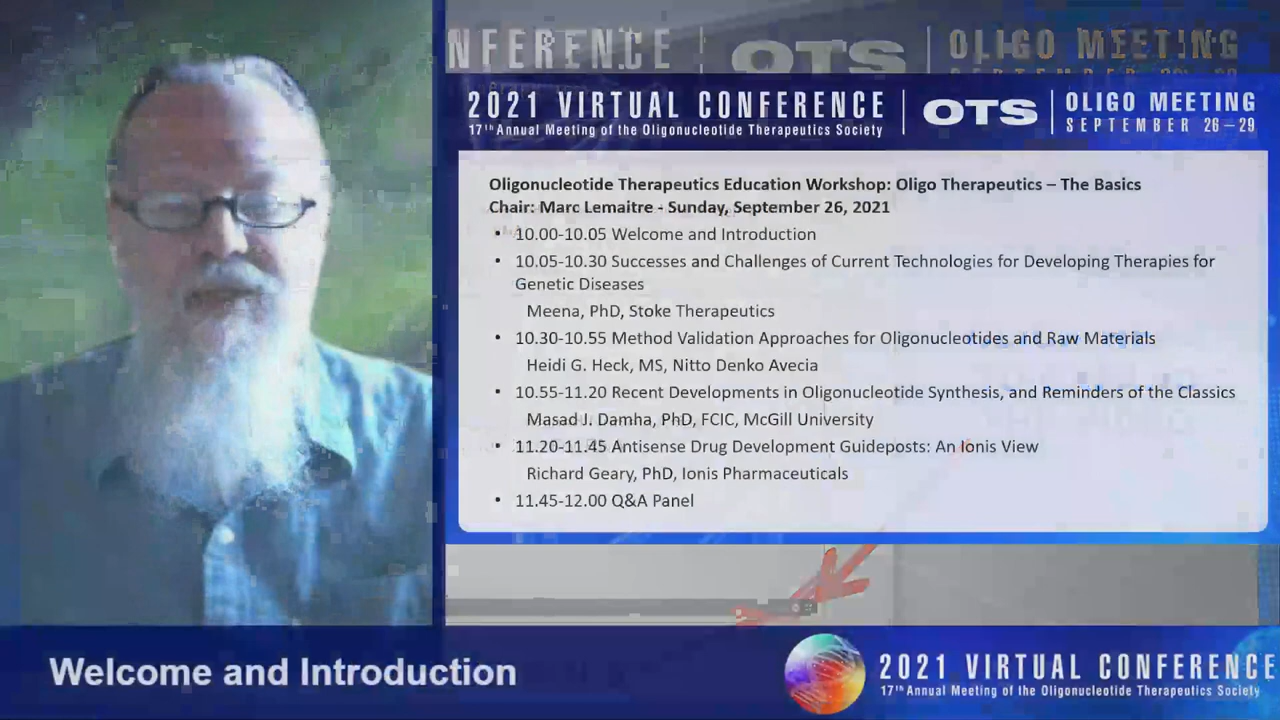 NFERENCE
OTS
OLIGO MEETING
2021 VIRTUAL CONFERENCE
17th Annual Meeting of the Oligonucleotide Therapeutics Society
OTS
OLIGO MEETING
SEPTEMBER 26–29
Oligonucleotide Therapeutics Education Workshop: Oligo Therapeutics – The Basics
Chair: Marc Lemaitre - Sunday, September 26, 2021
• 10.00-10.05 Welcome and Introduction
• 10.05-10.30 Successes and Challenges of Current Technologies for Developing Therapies for
Genetic Diseases
Meena, PhD, Stoke Therapeutics
• 10.30-10.55 Method Validation Approaches for Oligonucleotides and Raw Materials
Heidi G. Heck, MS, Nitto Denko Avecia
• 10.55-11.20 Recent Developments in Oligonucleotide Synthesis, and Reminders of the Classics
Masad J. Damha, PhD, FCIC, McGill University
• 11.20-11.45 Antisense Drug Development Guideposts: An Ionis View
Richard Geary, PhD, Ionis Pharmaceuticals
• 11.45-12.00 Q&A Panel
Welcome and Introduction
2021 VIRTUAL CONFERENCE
17th Annual Meeting of the Oligonucleotide Therapeutics Society